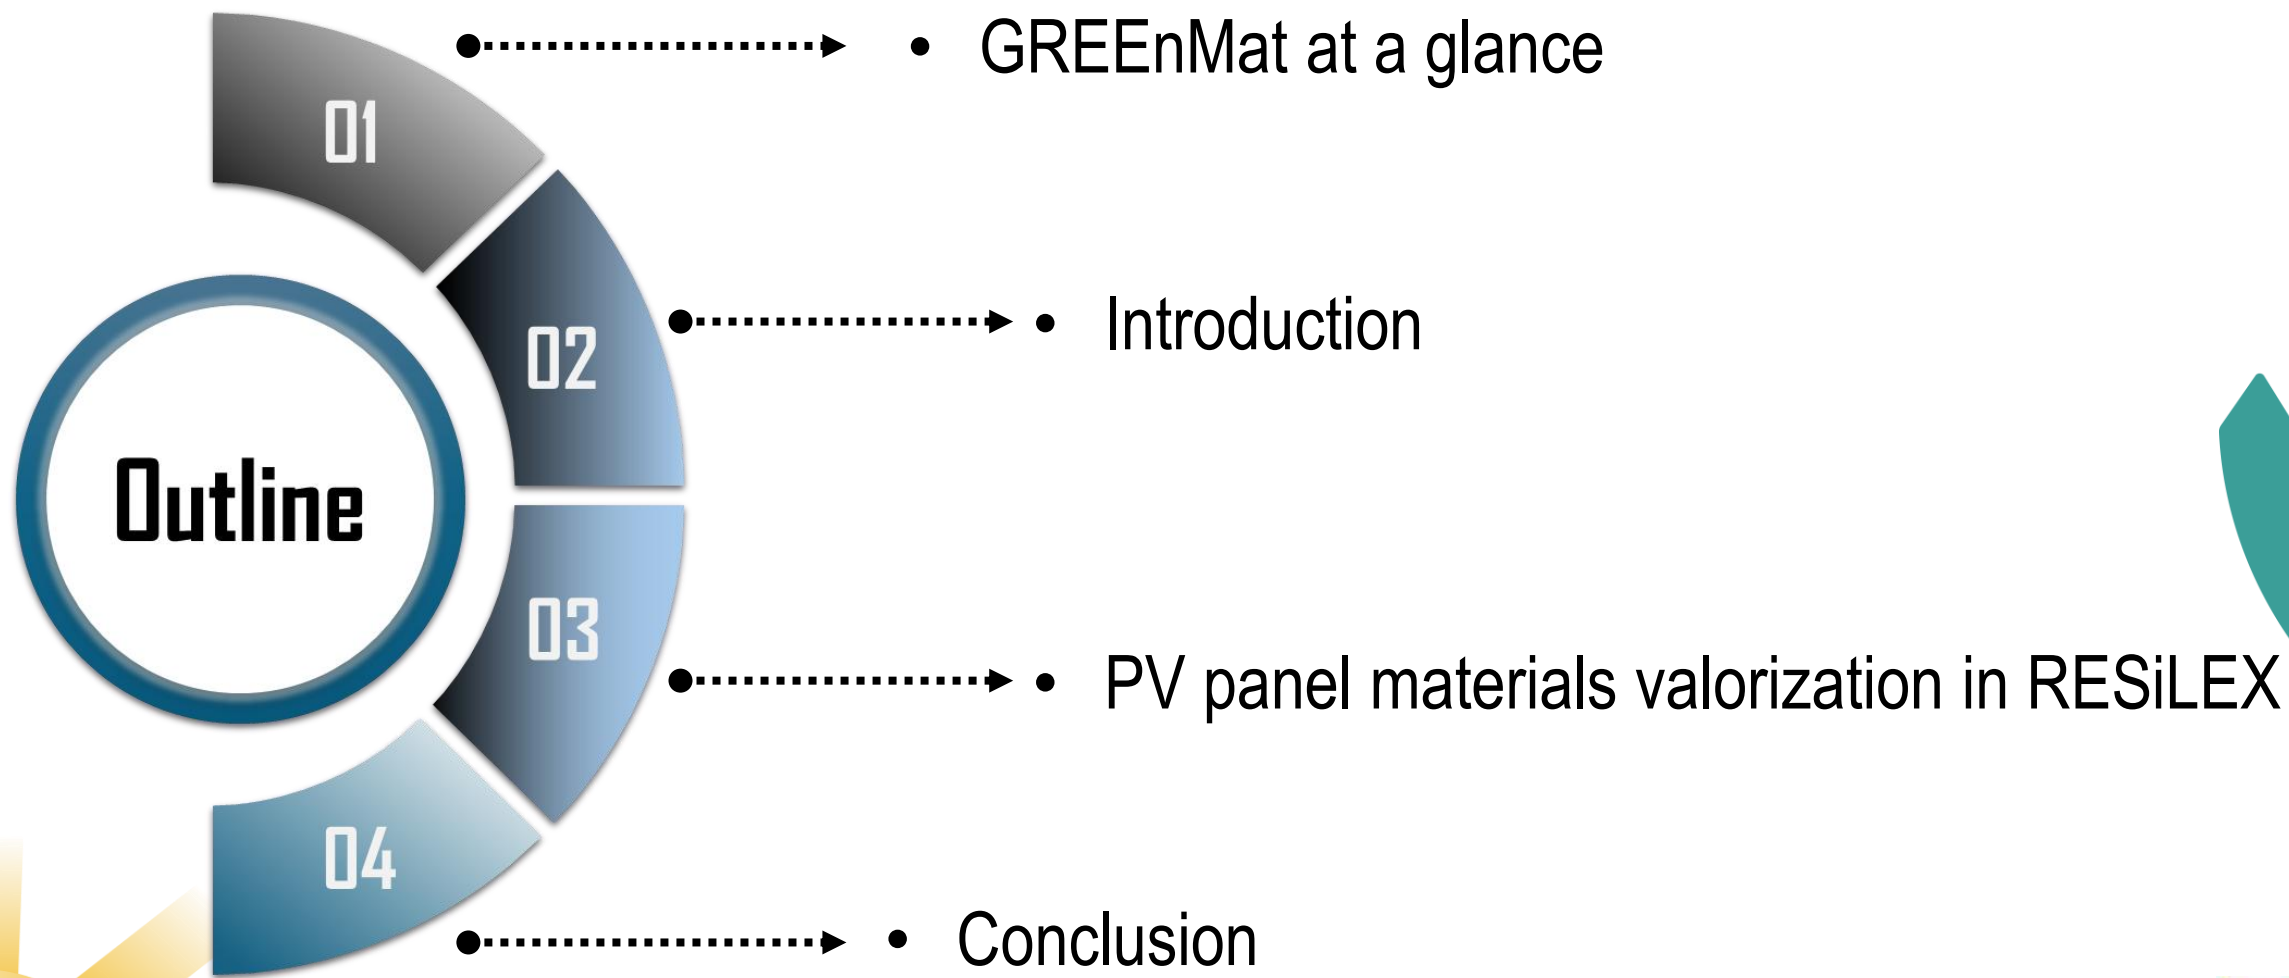 01
• GREEnMat at a glance
02
• Introduction
Outline
03
• PV panel materials valorization in RESiLEX
04
• Conclusion